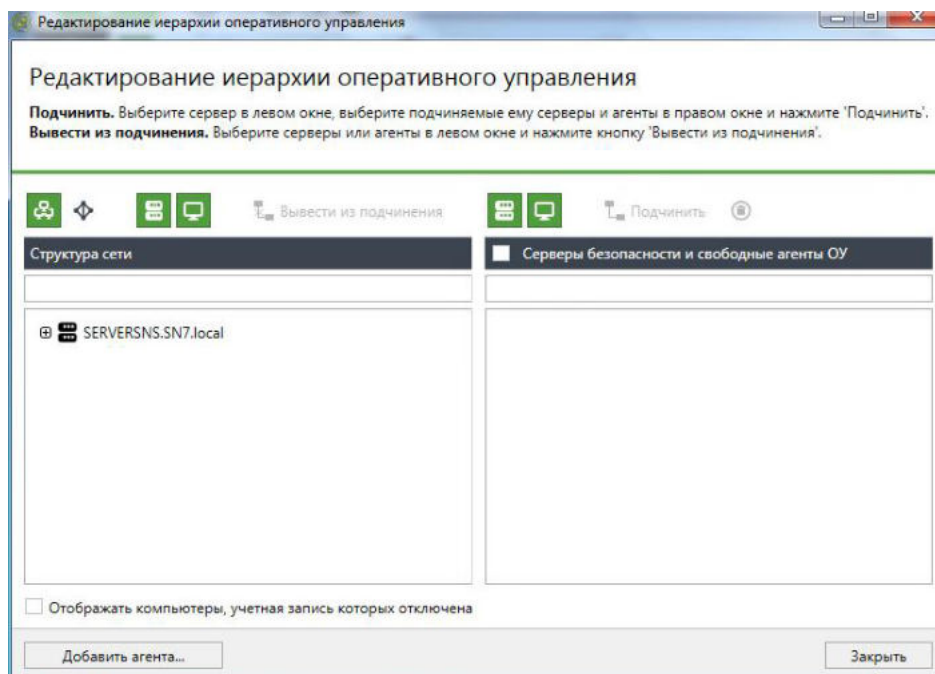 Редактирование иерархии оперативного управления
Редактирование иерархии оперативного управления
Подчинить. Выберите сервер в левом окне, выберите подчиняемые ему серверы и агенты в правом окне и нажмите 'Подчинить'.
Вывести из подчинения. Выберите серверы или агенты в левом окне и нажмите кнопку 'Вывести из подчинения'.
Вывести из подчинения
Подчинить
Структура сети
Серверы безопасности и свободные агенты ОУ
SERVERSNS.SN7.local
Отображать компьютеры, учетная запись которых отключена
Добавить агента...
Закрыть